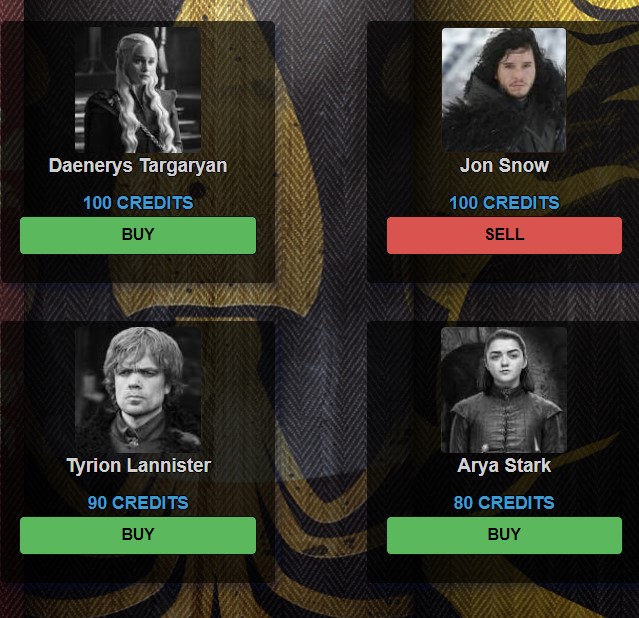 Daenerys Targaryan
100 CREDITS
BUY
Jon Snow
100 CREDITS
SELL
Tyrion Lannister
90 CREDITS
BUY
Arya Stark
80 CREDITS
BUY